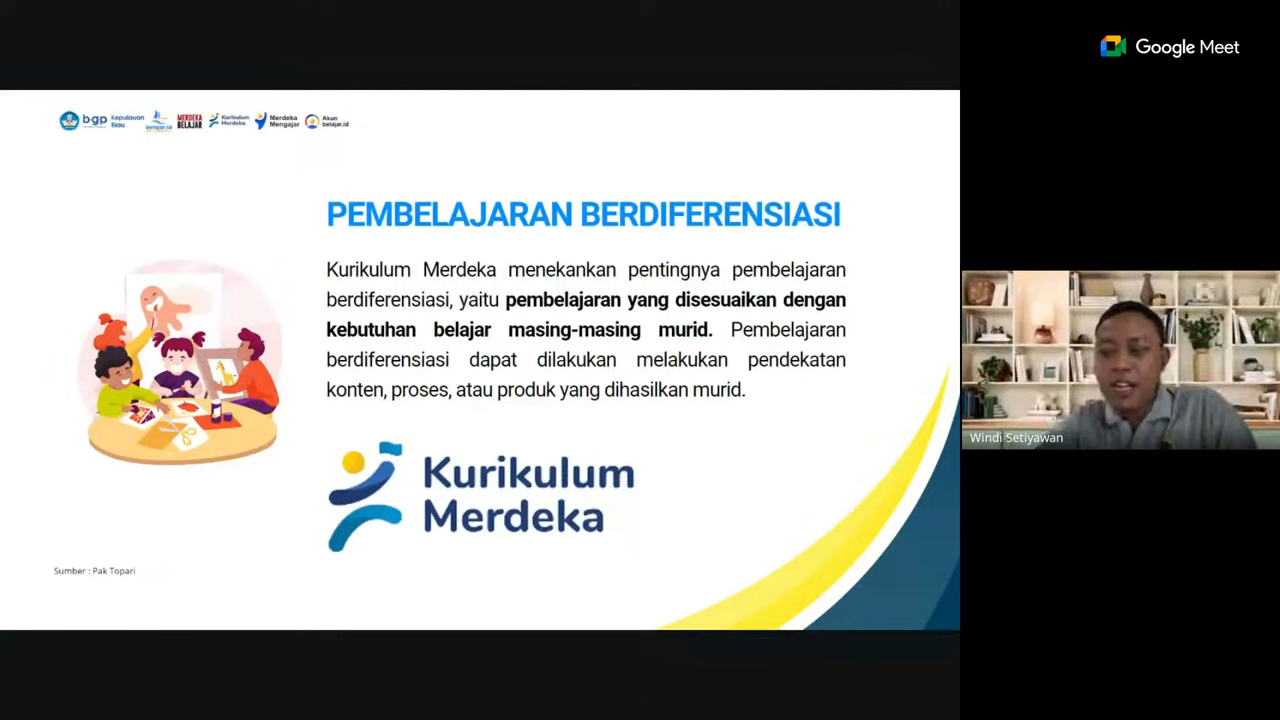 Google Meet
bgp Kepulauan Riau
belajar.id
MERDEKA BELAJAR
Kurikulum Merdeka
Merdeka Mengajar
Akun belajar.id
PEMBELAJARAN BERDIFERENSIASI
Kurikulum Merdeka menekankan pentingnya pembelajaran
berdiferensiasi, yaitu pembelajaran yang disesuaikan dengan
kebutuhan belajar masing-masing murid. Pembelajaran
berdiferensiasi dapat dilakukan melakukan pendekatan
konten, proses, atau produk yang dihasilkan murid.
Kurikulum
Merdeka
Windi Setiyawan
Sumber : Pak Topari